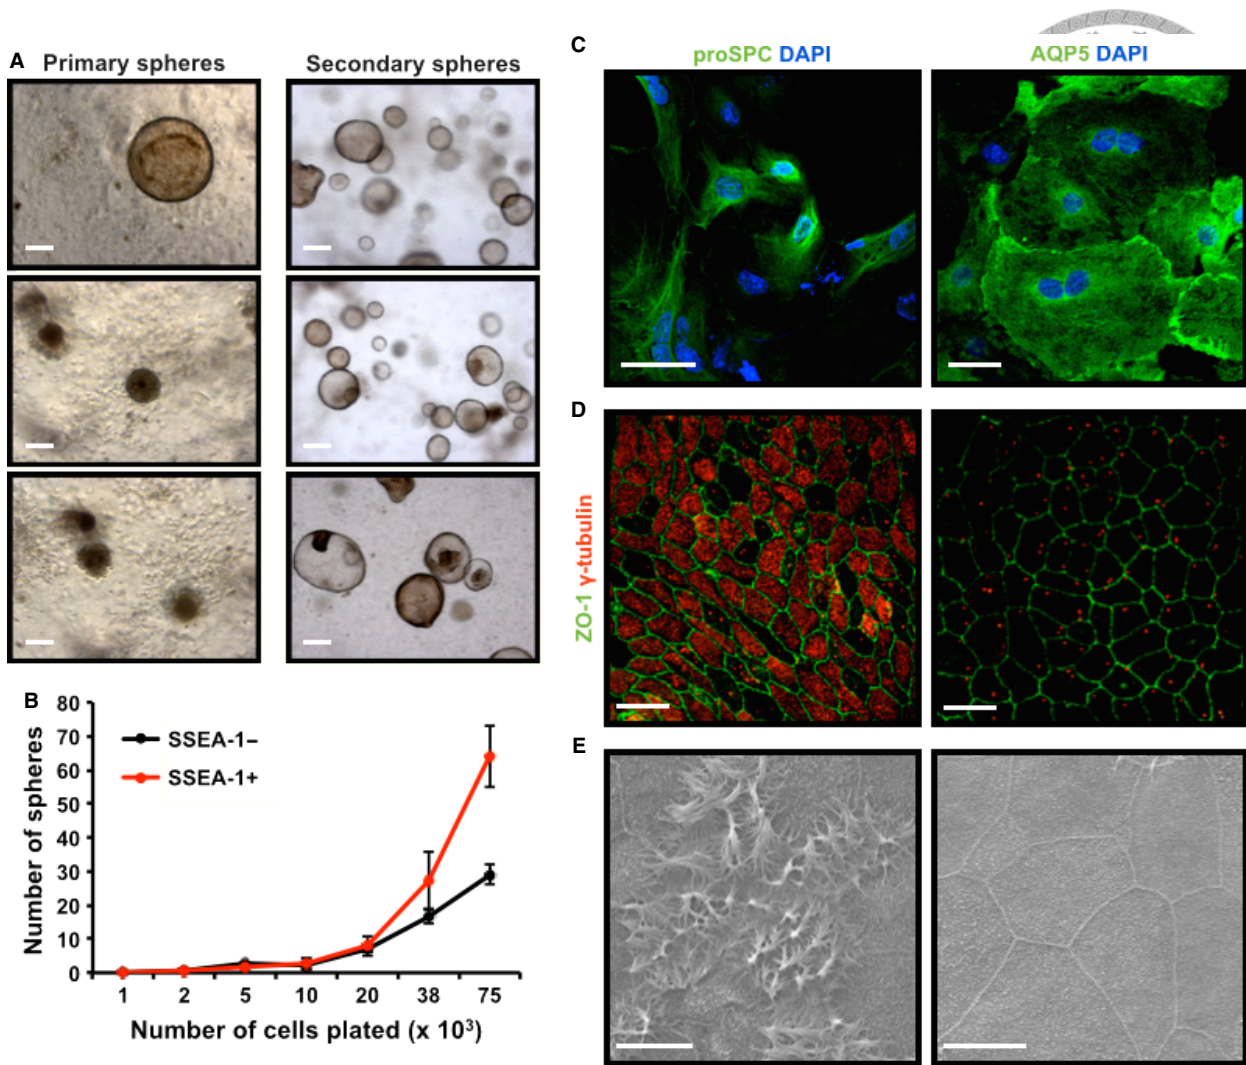 A
Primary spheres
Secondary spheres
B
Number of spheres
80
70
60
50
40
30
20
10
0
SSEA-1–
SSEA-1+
1 2 5 10 20 38 75
Number of cells plated (x 10³)
C
proSPC DAPI
AQP5 DAPI
D
ZO-1 γ-tubulin
E